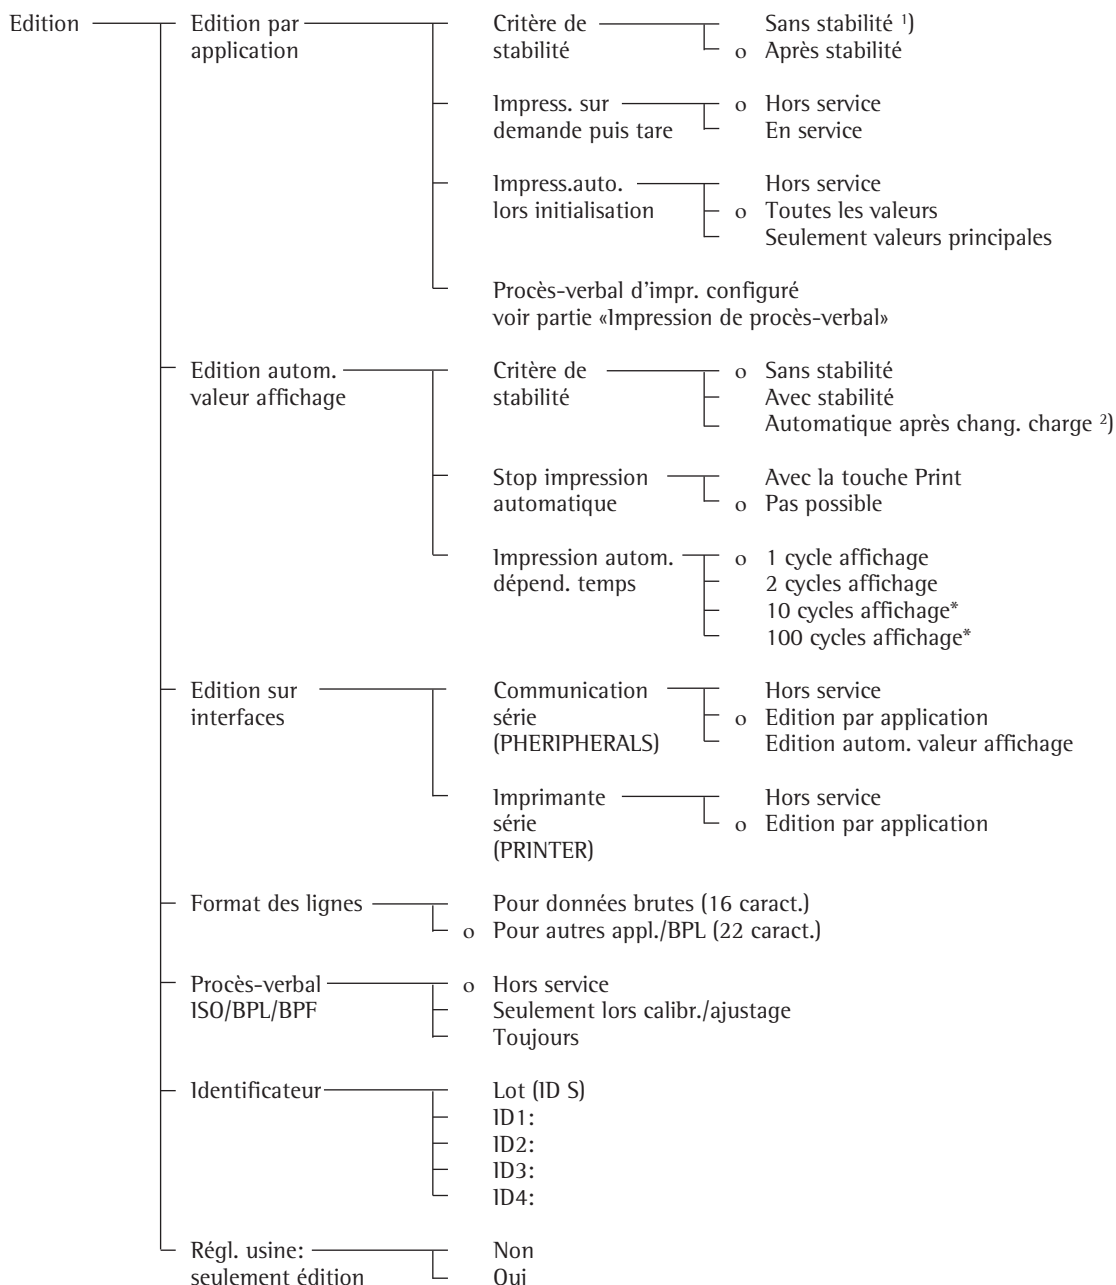 Edition Edition par Critère de Sans stabilité ¹)
application stabilité o Après stabilité
Impress. sur o Hors service
demande puis tare En service
Impress.auto. Hors service
lors initialisation o Toutes les valeurs
Seulement valeurs principales
Procès-verbal d'impr. configuré
voir partie «Impression de procès-verbal»
Edition autom. Critère de o Sans stabilité
valeur affichage stabilité Avec stabilité
Automatique après chang. charge ²)
Stop impression Avec la touche Print
automatique o Pas possible
Impression autom. o 1 cycle affichage
dépend. temps 2 cycles affichage
10 cycles affichage*
100 cycles affichage*
Edition sur Communication Hors service
interfaces série o Edition par application
(PHERIPHERALS) Edition autom. valeur affichage
Imprimante Hors service
série o Edition par application
(PRINTER)
Format des lignes Pour données brutes (16 caract.)
o Pour autres appl./BPL (22 caract.)
Procès-verbal o Hors service
ISO/BPL/BPF Seulement lors calibr./ajustage
Toujours
Identificateur Lot (ID S)
ID1:
ID2:
ID3:
ID4:
Régl. usine: Non
seulement édition Oui